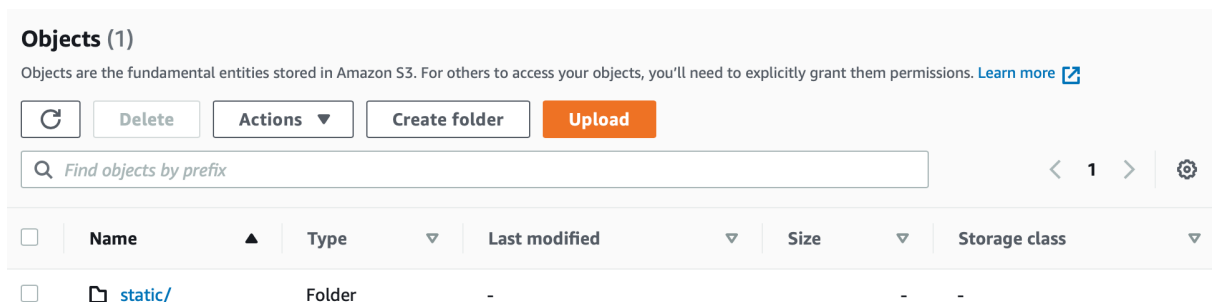 Objects (1)
Objects are the fundamental entities stored in Amazon S3. For others to access your objects, you'll need to explicitly grant them permissions. Learn more
Delete Actions Create folder Upload
Find objects by prefix 1
Name Type Last modified Size Storage class
static/ Folder - - -